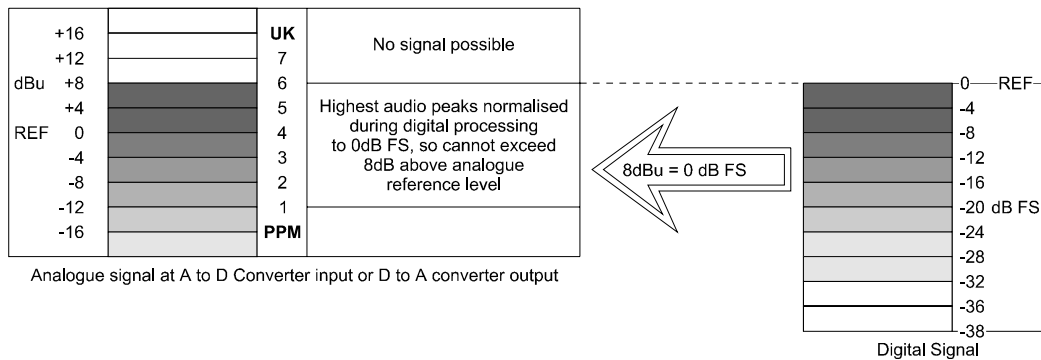 +16
+12
dBu +8
+4
REF 0
-4
-8
-12
-16
UK
7
6
5
4
3
2
1
PPM
No signal possible
Highest audio peaks normalised
during digital processing
to 0dB FS, so cannot exceed
8dB above analogue
reference level
Analogue signal at A to D Converter input or D to A converter output
8dBu = 0 dB FS
0 REF
-4
-8
-12
-16
-20 dB FS
-24
-28
-32
-36
-38
Digital Signal